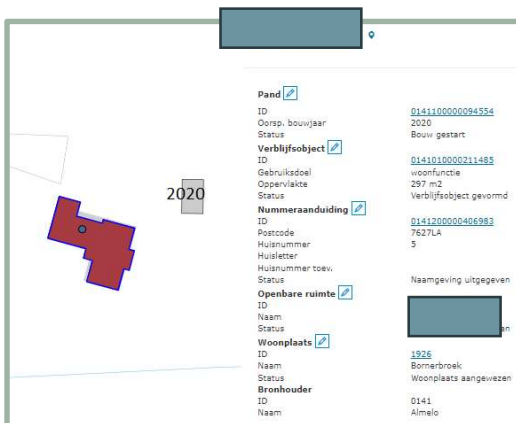 2020
Pand
ID 0141100000094554
Oorsp. bouwjaar 2020
Status Bouw gestart
Verblijfsobject
ID 0141010000211485
Gebruiksdoel woonfunctie
Oppervlakte 297 m2
Status Verblijfsobject gevormd
Nummeraanduiding
ID 0141200000406983
Postcode 7627LA
Huisnummer 5
Huisletter
Huisnummer toev.
Status Naamgeving uitgegeven
Openbare ruimte
ID
Naam
Status
Woonplaats
ID 1926
Naam Bornerbroek
Status Woonplaats aangewezen
Bronhouder
ID 0141
Naam Almelo